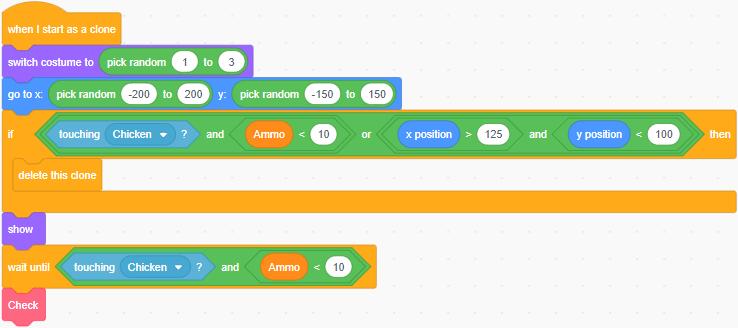 when I start as a clone
switch costume to pick random 1 to 3
go to x: pick random -200 to 200 y: pick random -150 to 150
if touching Chicken ? and Ammo < 10 or x position > 125 and y position < 100 then
delete this clone
show
wait until touching Chicken ? and Ammo < 10
Check